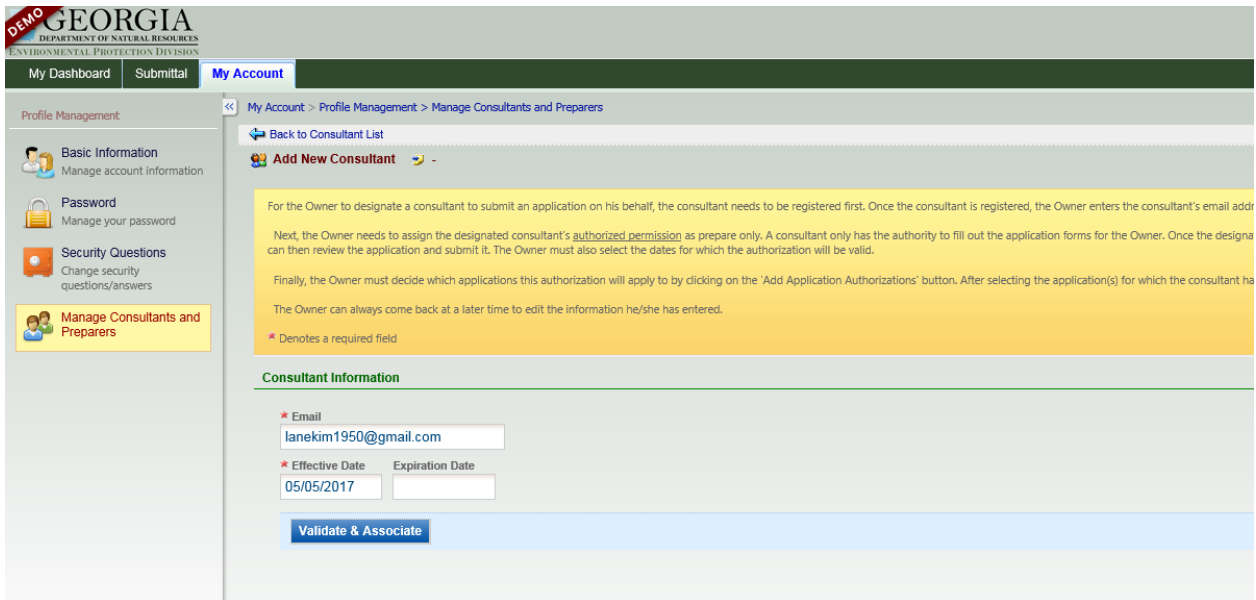 DEMO
GEORGIA
DEPARTMENT OF NATURAL RESOURCES
ENVIRONMENTAL PROTECTION DIVISION
My Dashboard
Submittal
My Account
Profile Management
Basic Information
Manage account information
Password
Manage your password
Security Questions
Change security
questions/answers
Manage Consultants and
Preparers
<< My Account > Profile Management > Manage Consultants and Preparers
Back to Consultant List
Add New Consultant -
For the Owner to designate a consultant to submit an application on his behalf, the consultant needs to be registered first. Once the consultant is registered, the Owner enters the consultant's email addr
Next, the Owner needs to assign the designated consultant's authorized permission as prepare only. A consultant only has the authority to fill out the application forms for the Owner. Once the designa
can then review the application and submit it. The Owner must also select the dates for which the authorization will be valid.
Finally, the Owner must decide which applications this authorization will apply to by clicking on the 'Add Application Authorizations' button. After selecting the application(s) for which the consultant ha
The Owner can always come back at a later time to edit the information he/she has entered.
* Denotes a required field
Consultant Information
* Email
lanekim1950@gmail.com
* Effective Date Expiration Date
05/05/2017
Validate & Associate